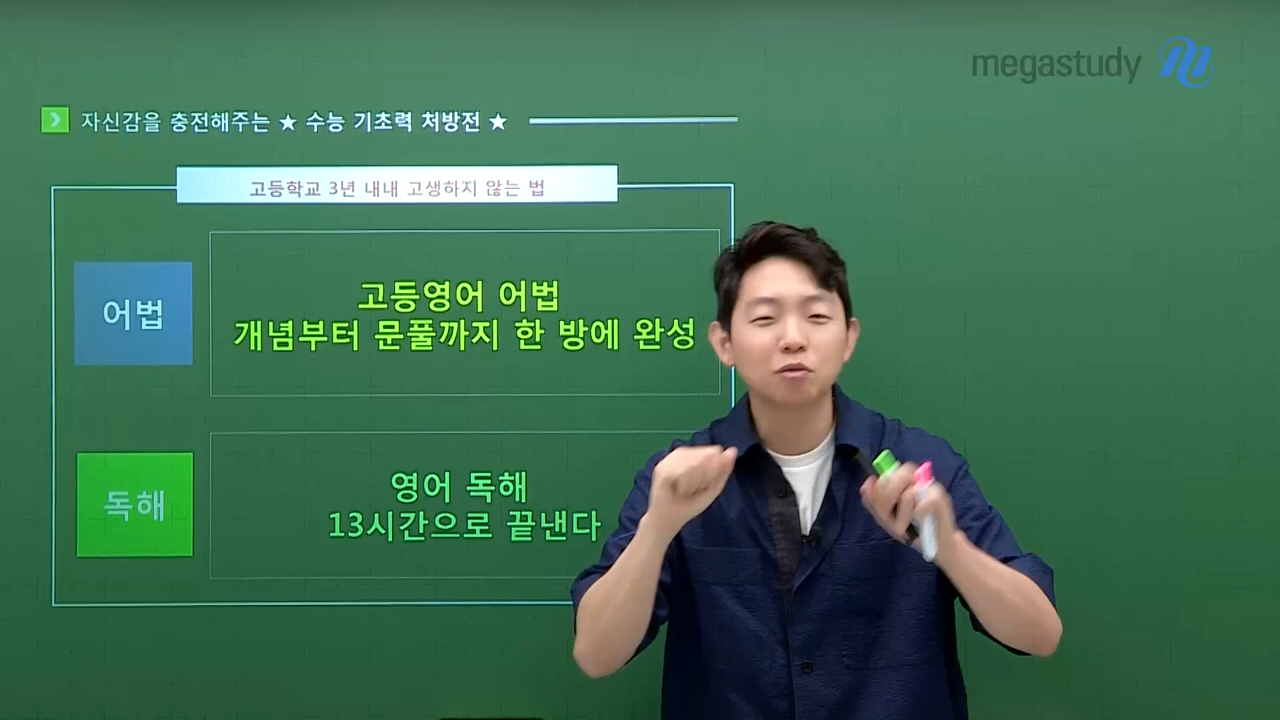 megastudy
자신감을 충전해주는 ★ 수능 기초력 처방전 ★
고등학교 3년 내내 고생하지 않는 법
어법
고등영어 어법
개념부터 문풀까지 한 방에 완성
독해
영어 독해
13시간으로 끝낸다